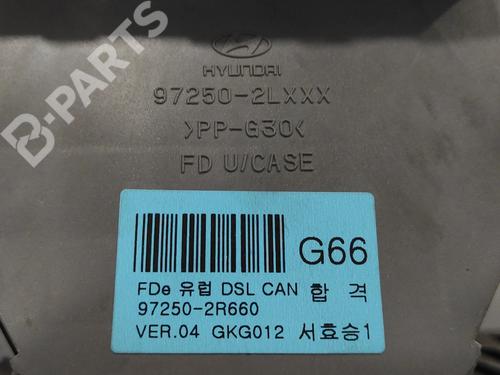 B-PARTS
HYUNDAI
97250-2LXXX
>PP-G30<
FD U/CASE
G66
FDe 유럽 DSL CAN 합 격
97250-2R660
VER.04 GKG012 서효승1